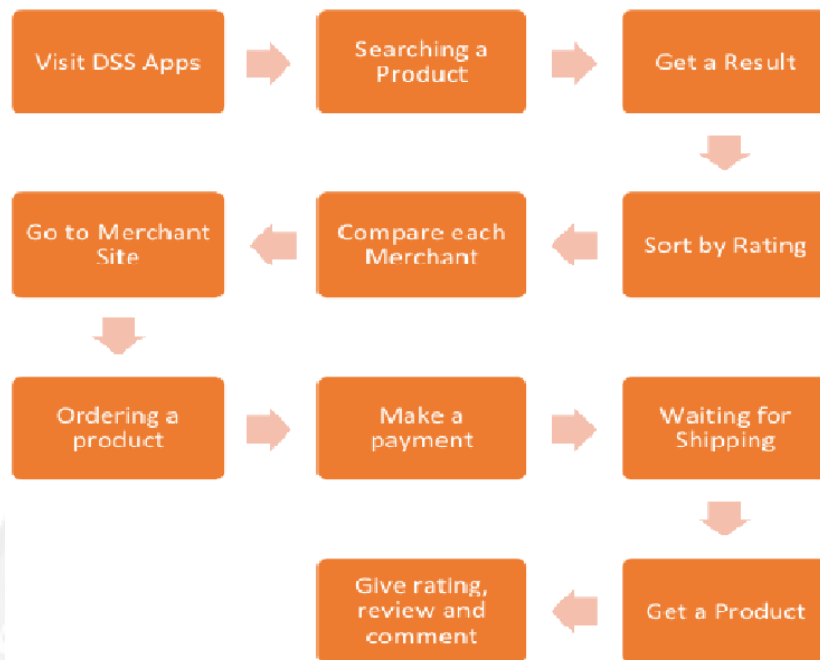 Visit DSS Apps
Searching a
Product
Get a Result
Sort by Rating
Compare each
Merchant
Go to Merchant
Site
Ordering a
product
Make a
payment
Waiting for
Shipping
Get a Product
Give rating,
review and
comment